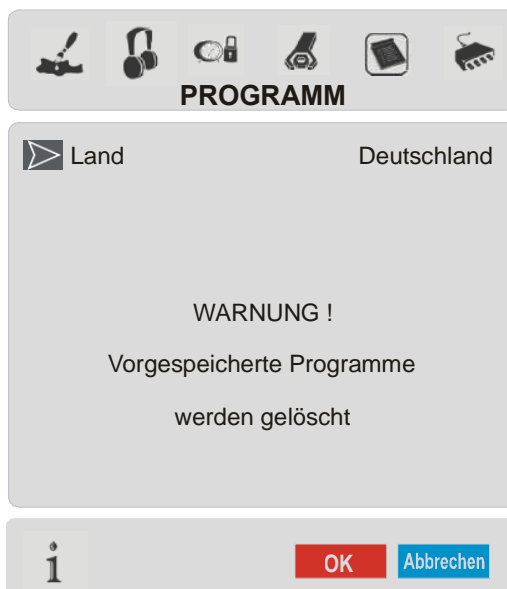 PROGRAMM
Land Deutschland
WARNUNG !
Vorgespeicherte Programme
werden gelöscht
i OK Abbrechen